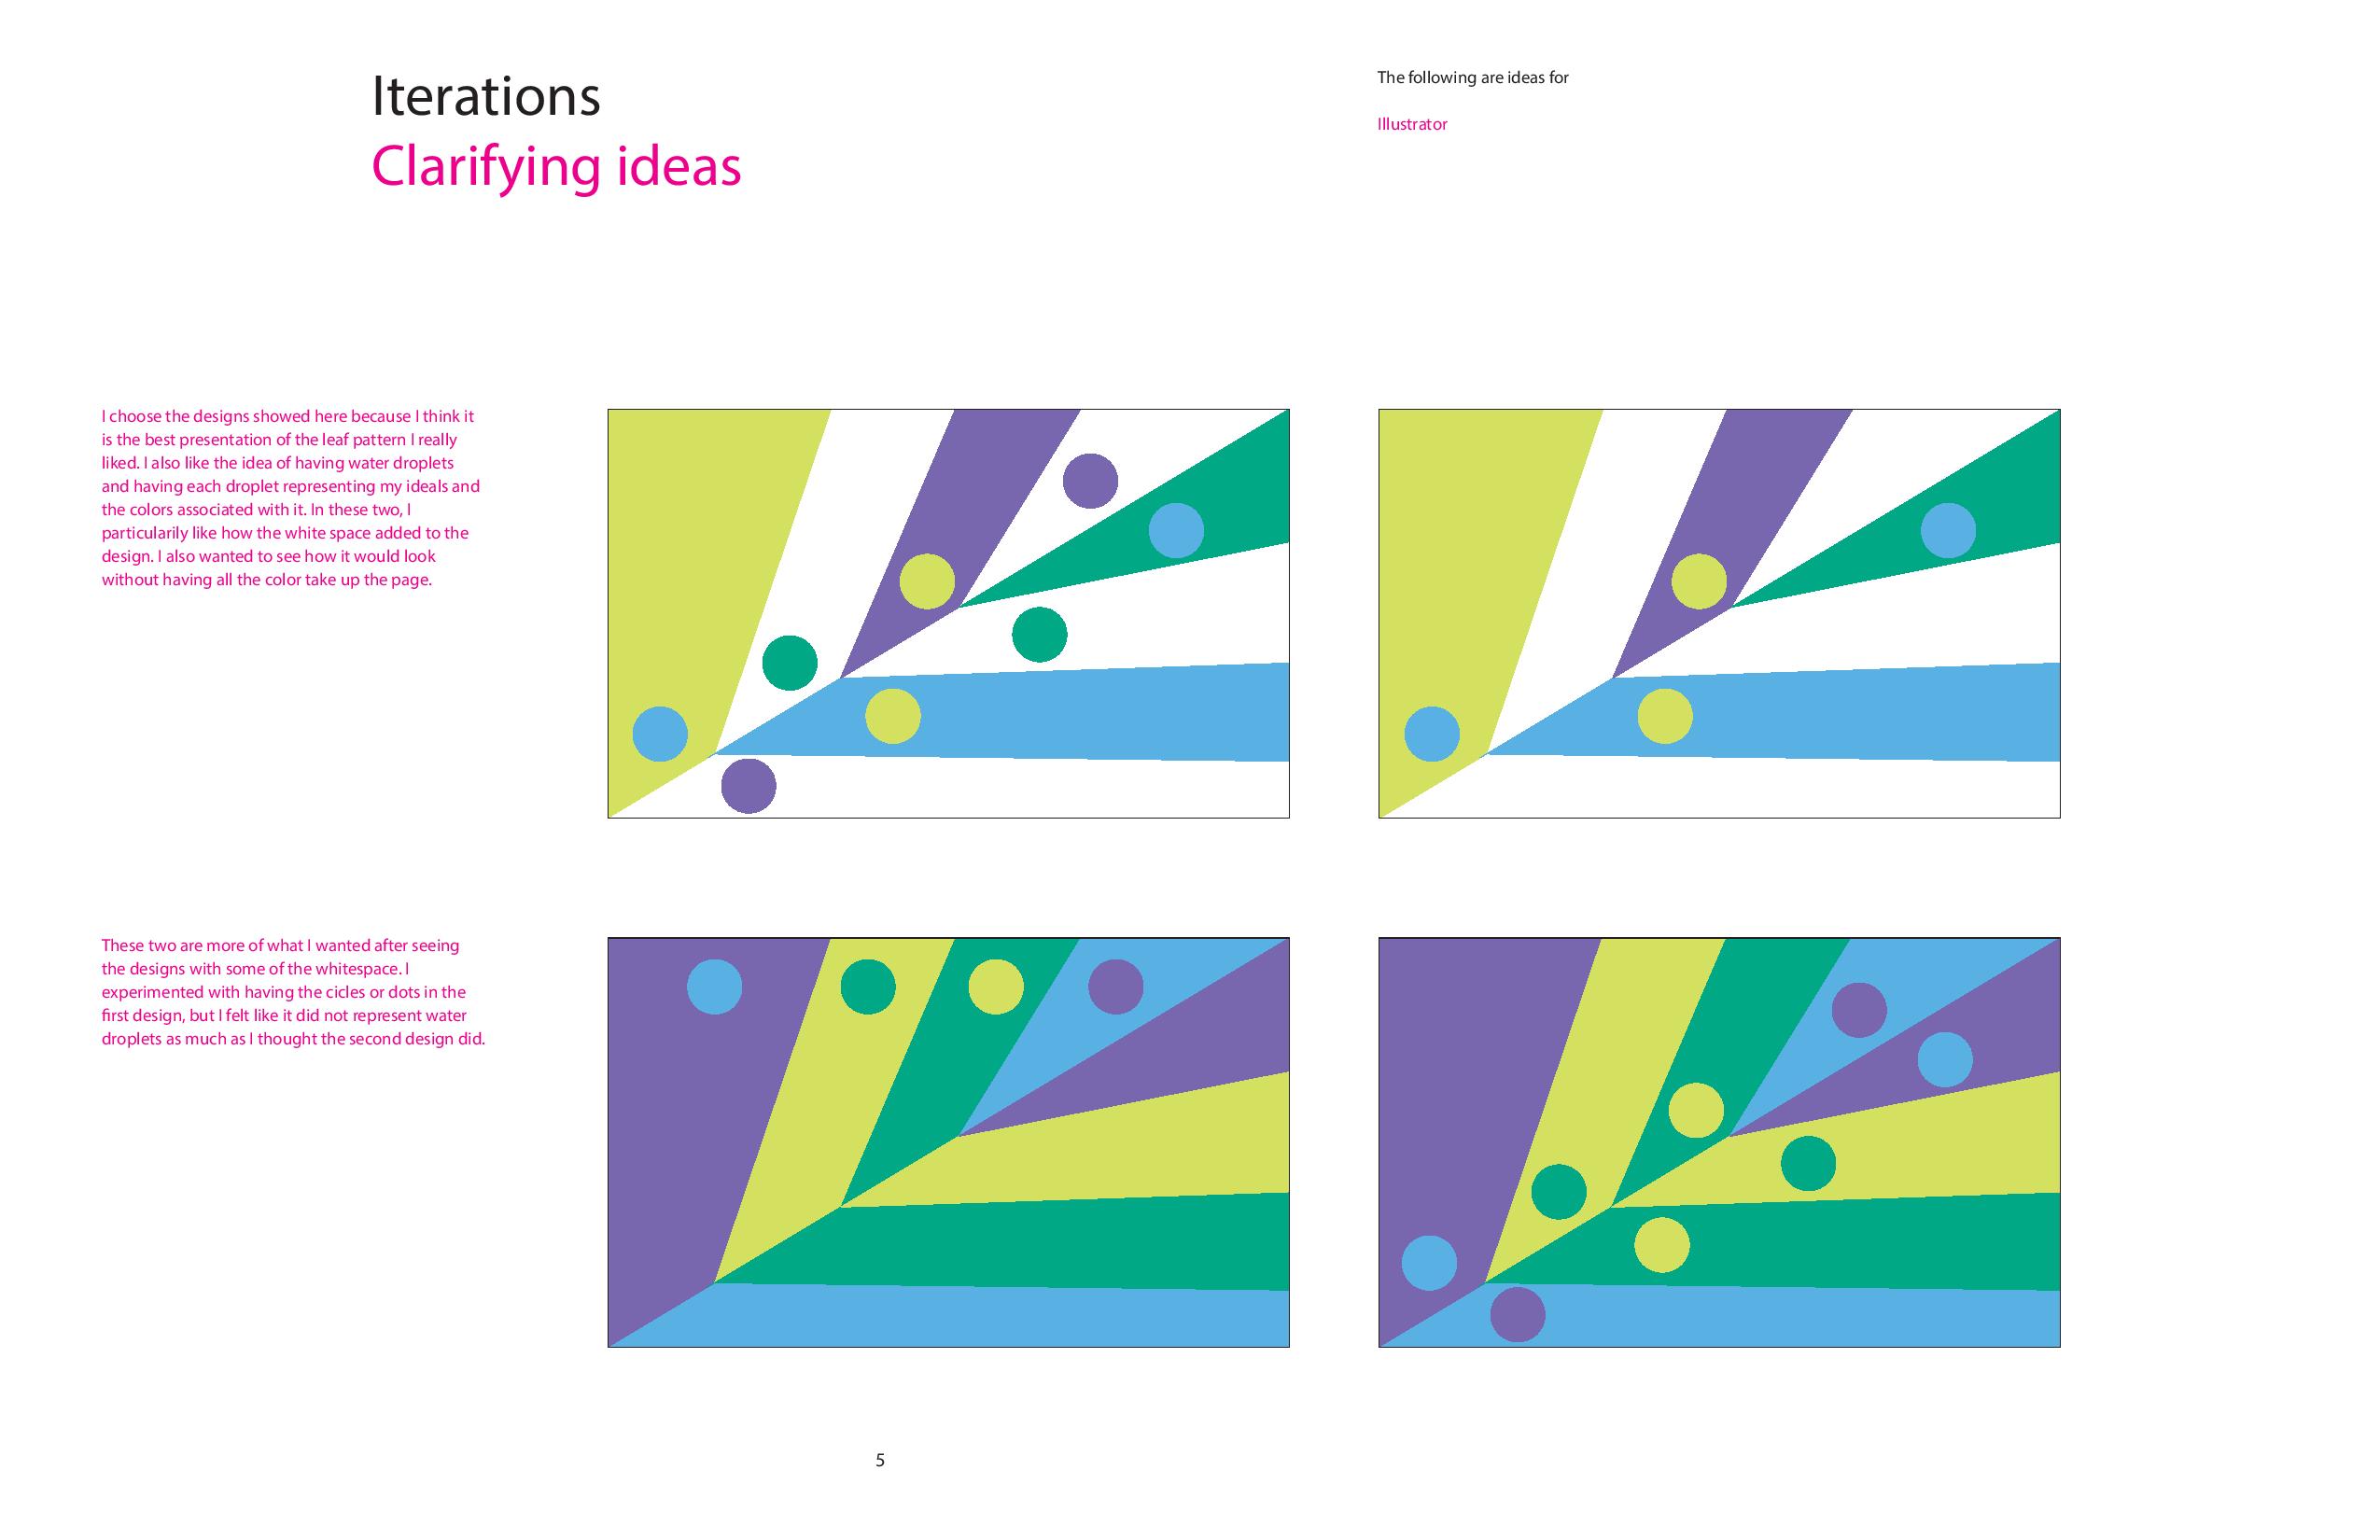 Iterations
Clarifying ideas
The following are ideas for
Illustrator
I choose the designs showed here because I think it
is the best presentation of the leaf pattern I really
liked. I also like the idea of having water droplets
and having each droplet representing my ideals and
the colors associated with it. In these two, I
particularily like how the white space added to the
design. I also wanted to see how it would look
without having all the color take up the page.
These two are more of what I wanted after seeing
the designs with some of the whitespace. I
experimented with having the cicles or dots in the
first design, but I felt like it did not represent water
droplets as much as I thought the second design did.
5